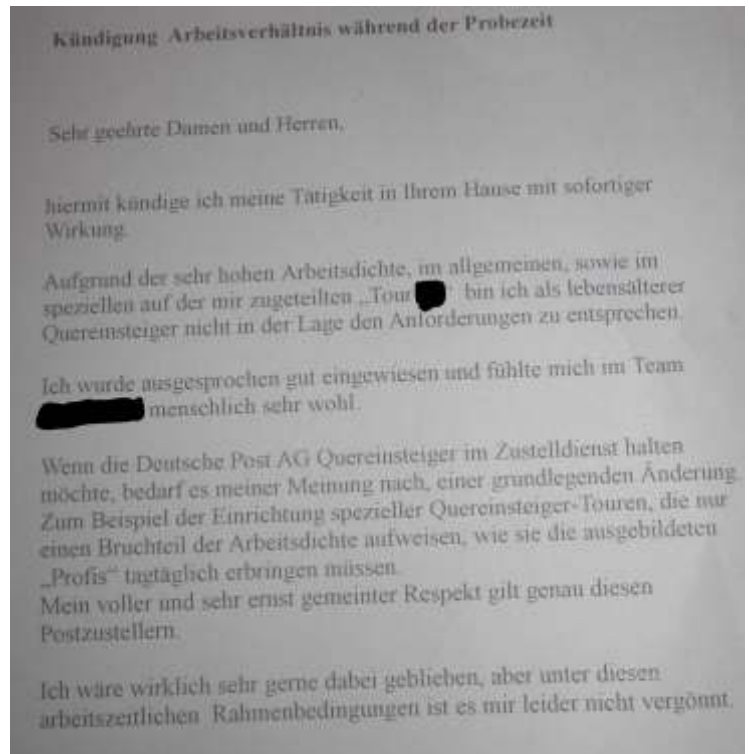 Kündigung Arbeitsverhältnis während der Probezeit
Sehr geehrte Damen und Herren,
hiermit kündige ich meine Tätigkeit in Ihrem Hause mit sofortiger
Wirkung.
Aufgrund der sehr hohen Arbeitsdichte, im allgemeinen, sowie im
speziellen auf der mir zugeteilten „Tour “ bin ich als lebensälterer
Quereinsteiger nicht in der Lage den Anforderungen zu entsprechen.
Ich wurde ausgesprochen gut eingewiesen und fühlte mich im Team
menschlich sehr wohl.
Wenn die Deutsche Post AG Quereinsteiger im Zustelldienst halten
möchte, bedarf es meiner Meinung nach, einer grundlegenden Änderung.
Zum Beispiel der Einrichtung spezieller Quereinsteiger-Touren, die nur
einen Bruchteil der Arbeitsdichte aufweisen, wie sie die ausgebildeten
„Profis“ tagtäglich erbringen müssen.
Mein voller und sehr ernst gemeinter Respekt gilt genau diesen
Postzustellern.
Ich wäre wirklich sehr gerne dabei geblieben, aber unter diesen
arbeitszeitlichen Rahmenbedingungen ist es mir leider nicht vergönnt.